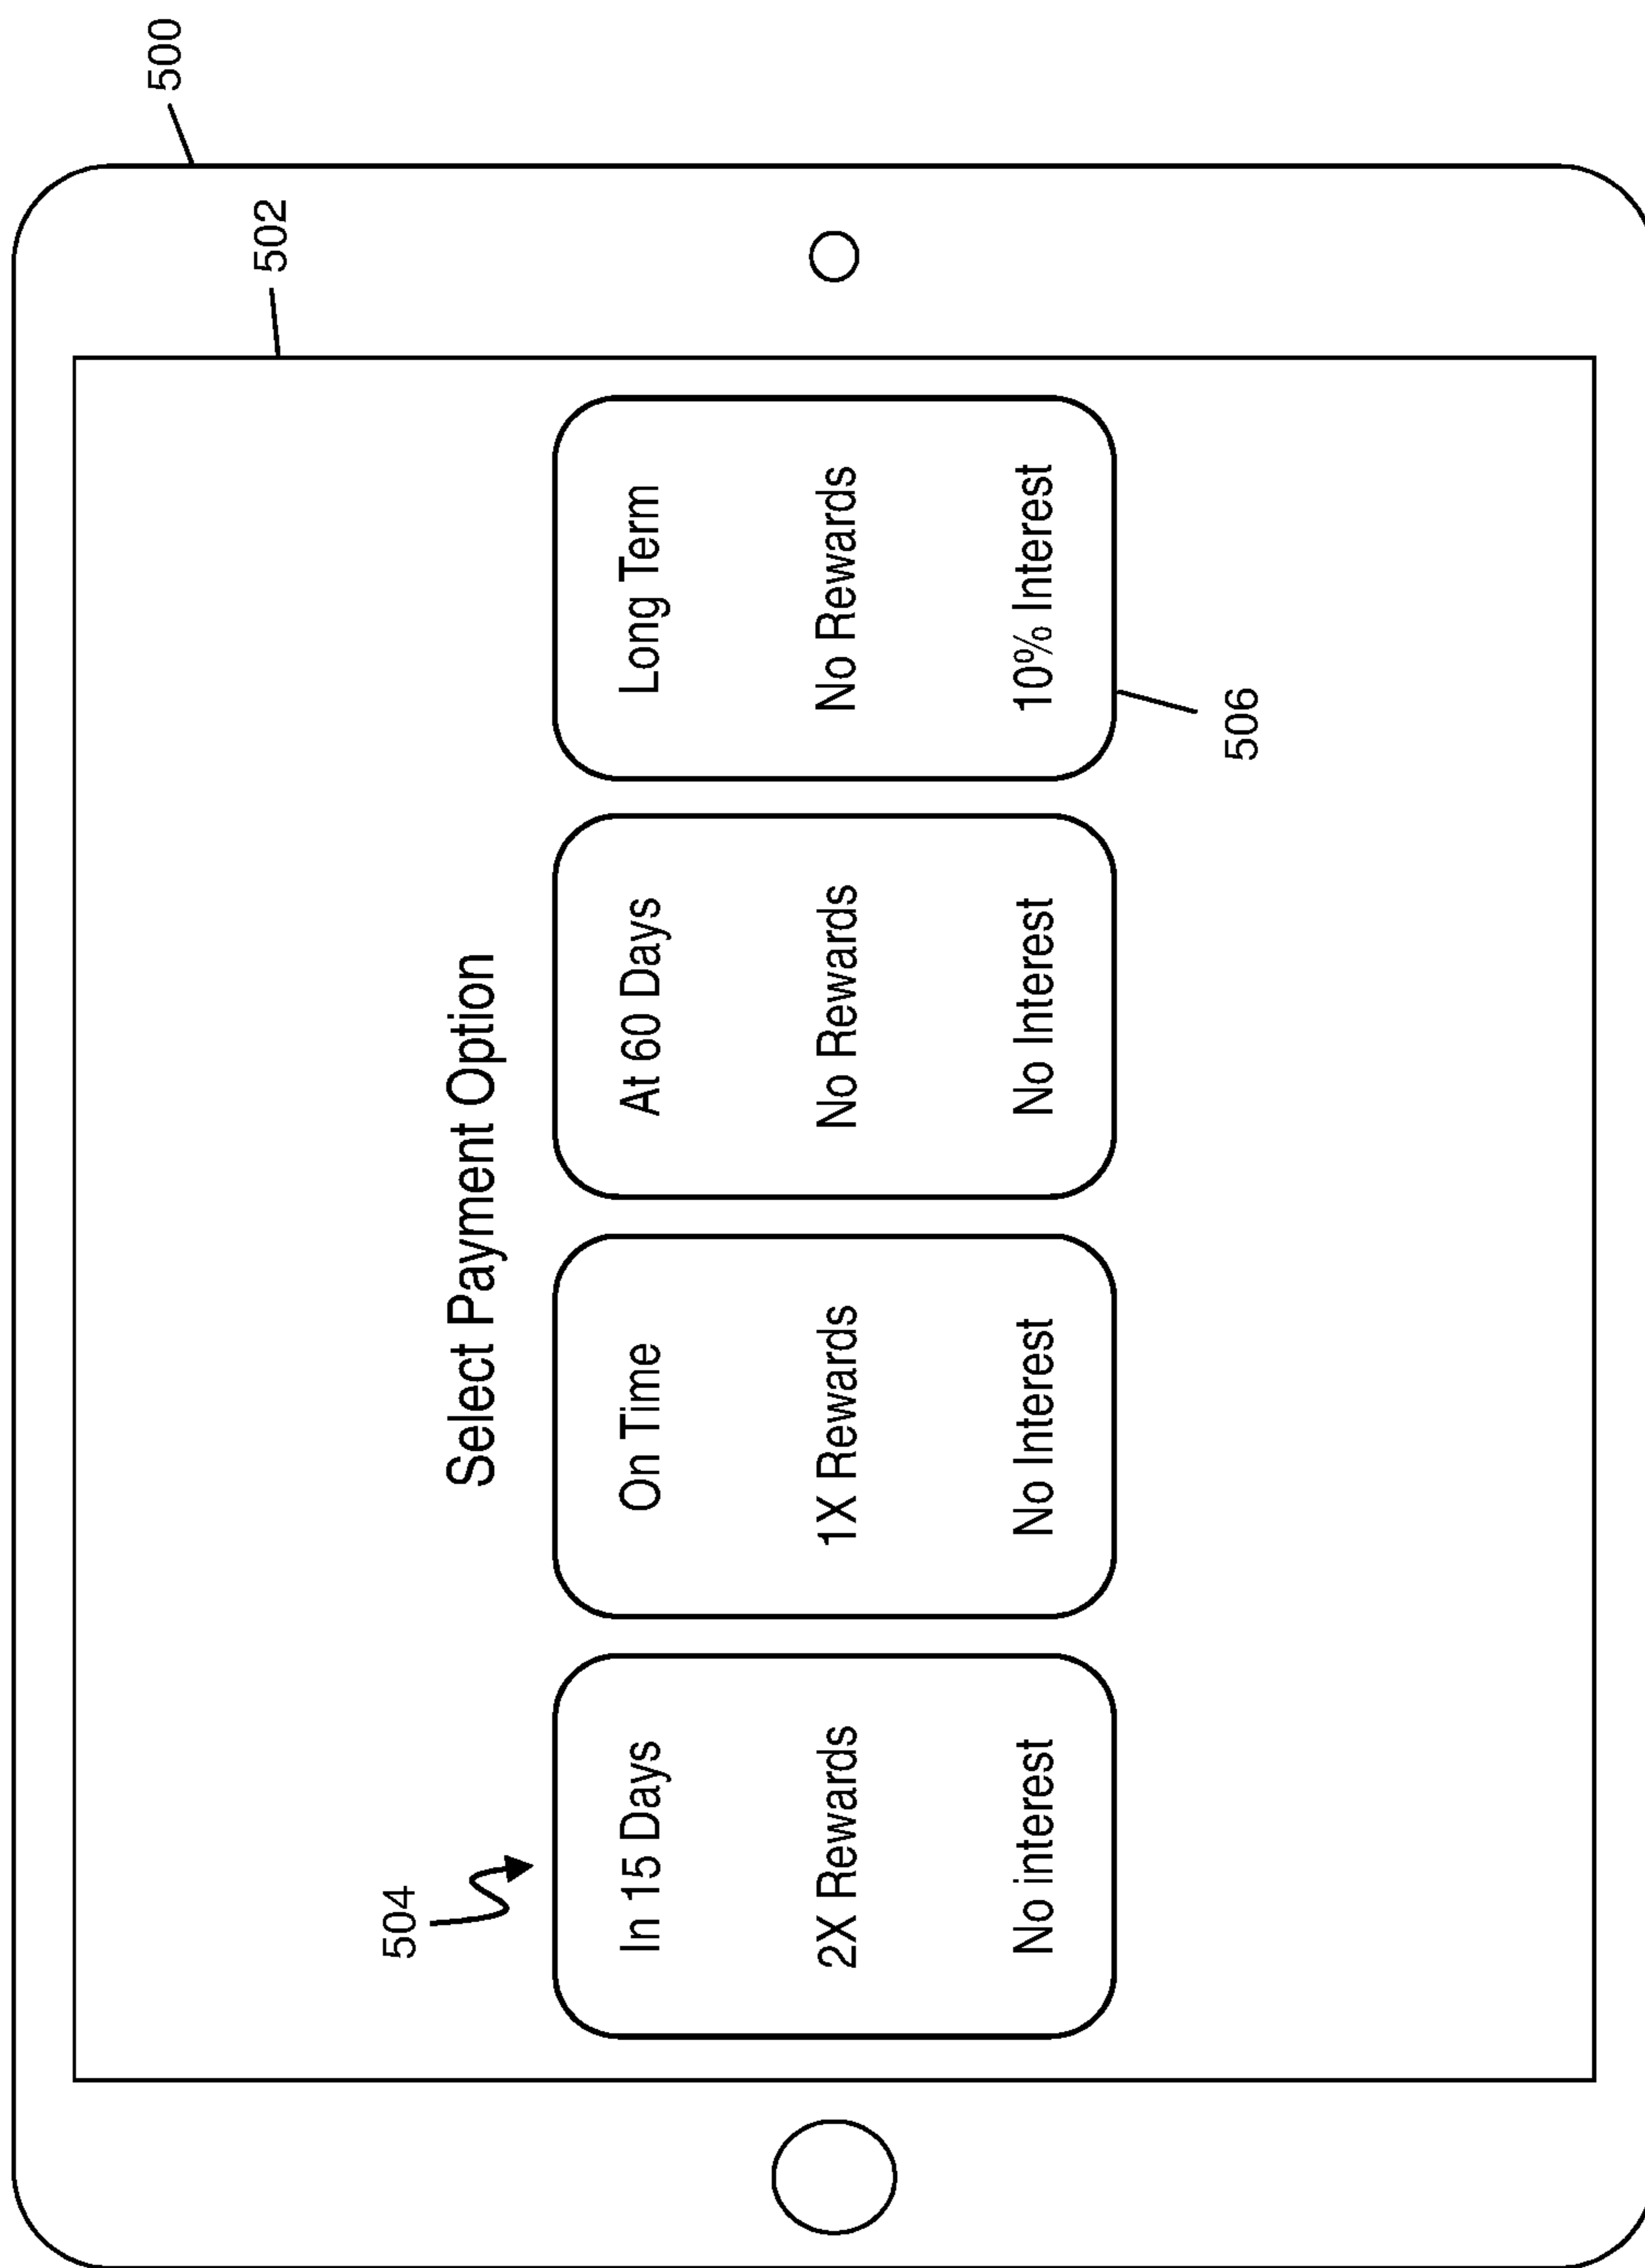 500
502
Select Payment Option
504
In 15 Days
2X Rewards
No interest
On Time
1X Rewards
No Interest
At 60 Days
No Rewards
No Interest
Long Term
No Rewards
10% Interest
506